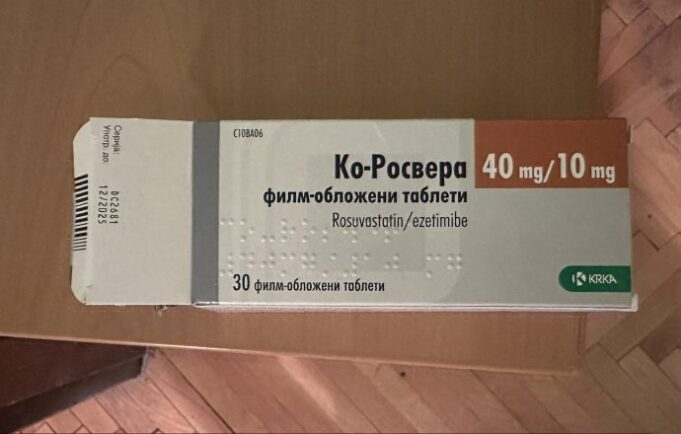 Серија: DC2681
Употр. до: 12/2025
C10BA06
Ко-Росвера 40 mg/10 mg
филм-обложени таблети
Rosuvastatin/ezetimibe
30 филм-обложени таблети
KRKA